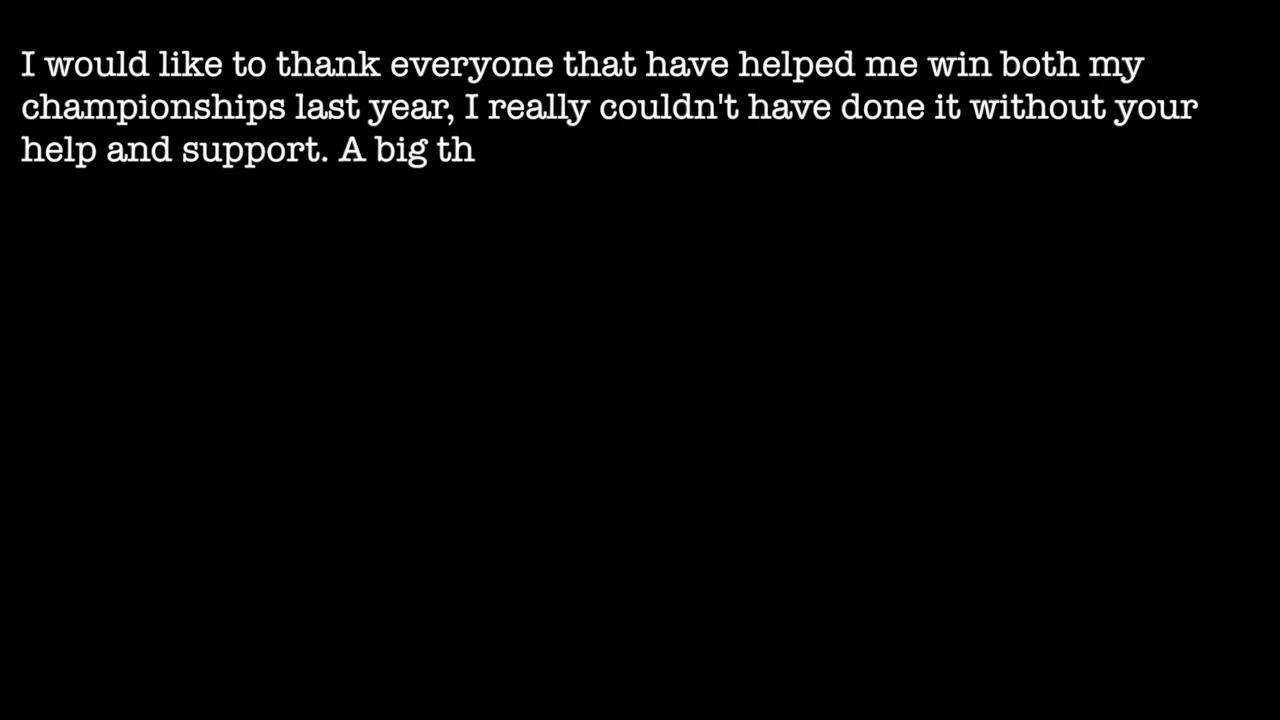 I would like to thank everyone that have helped me win both my
championships last year, I really couldn't have done it without your
help and support. A big th